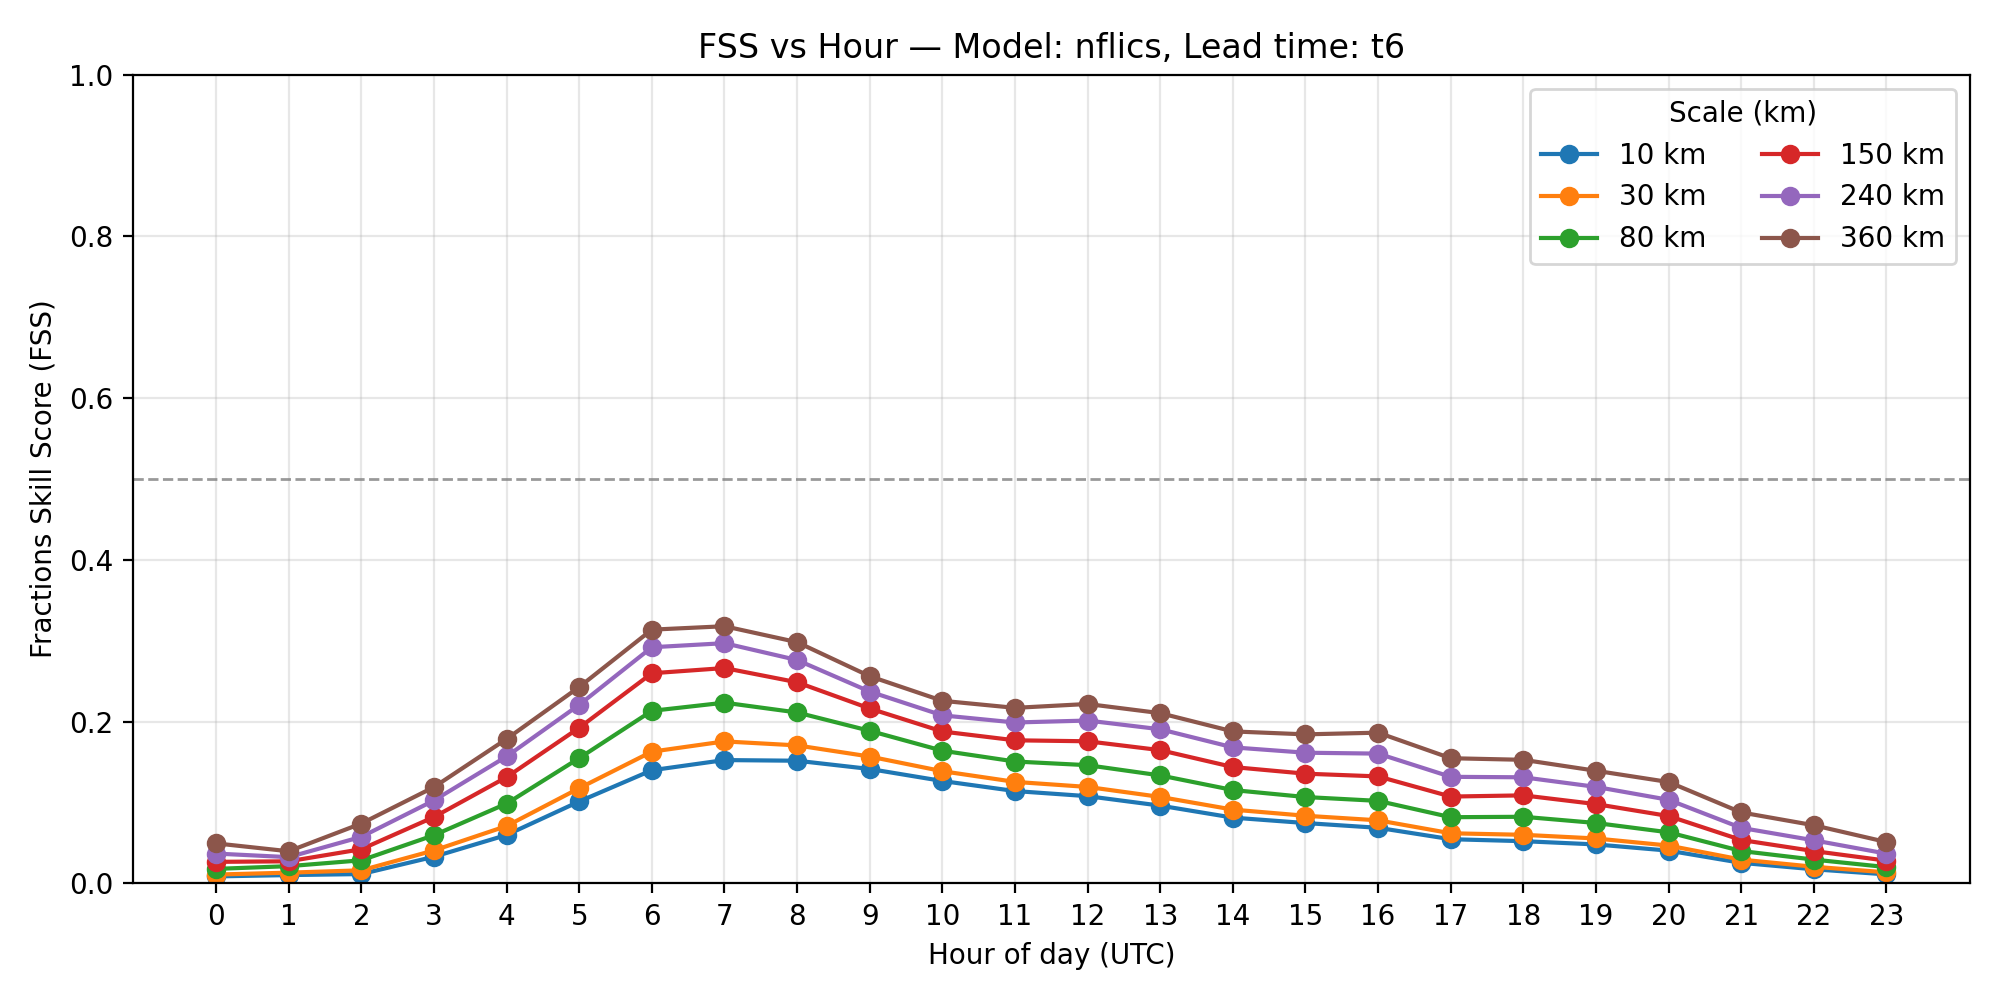 FSS vs Hour — Model: nflics, Lead time: t6
Fractions Skill Score (FSS)
1.0
0.8
0.6
0.4
0.2
0.0
Scale (km)
10 km 150 km
30 km 240 km
80 km 360 km
0 1 2 3 4 5 6 7 8 9 10 11 12 13 14 15 16 17 18 19 20 21 22 23
Hour of day (UTC)